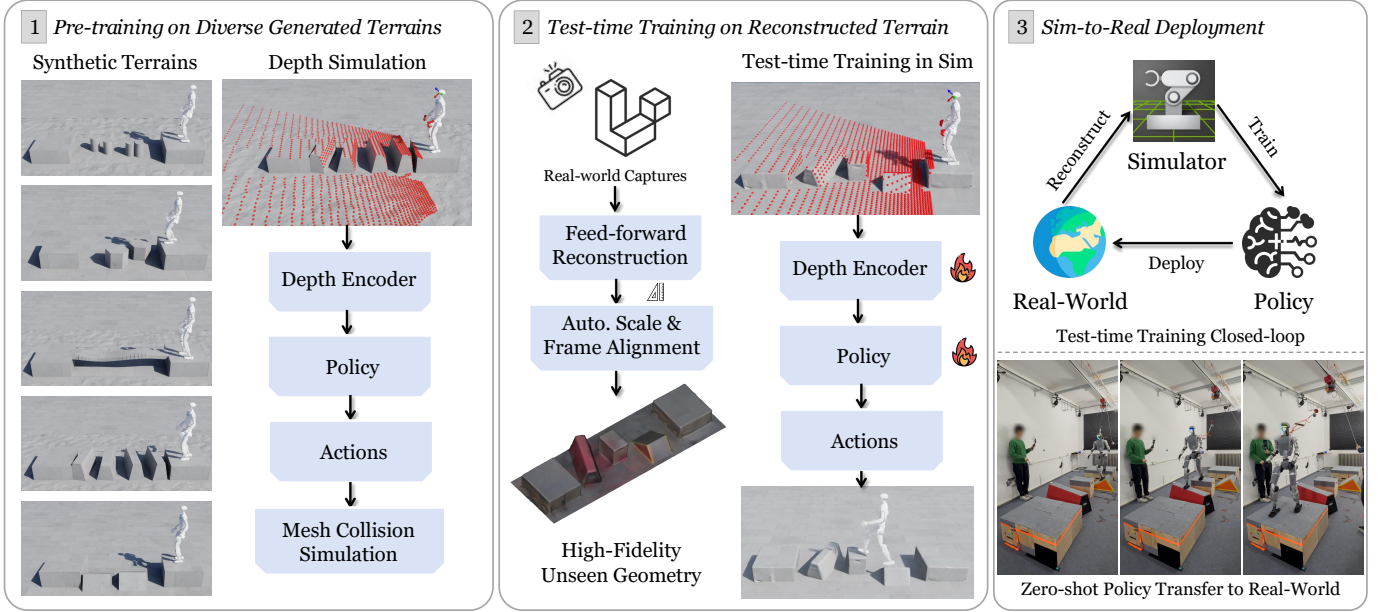 1 Pre-training on Diverse Generated Terrains
Synthetic Terrains
Depth Simulation
Depth Encoder
Policy
Actions
Mesh Collision
Simulation
2 Test-time Training on Reconstructed Terrain
Real-world Captures
Feed-forward
Reconstruction
Auto. Scale &
Frame Alignment
High-Fidelity
Unseen Geometry
Test-time Training in Sim
Depth Encoder
Policy
Actions
3 Sim-to-Real Deployment
Reconstruct
Simulator
Train
Deploy
Real-World
Policy
Test-time Training Closed-loop
Zero-shot Policy Transfer to Real-World